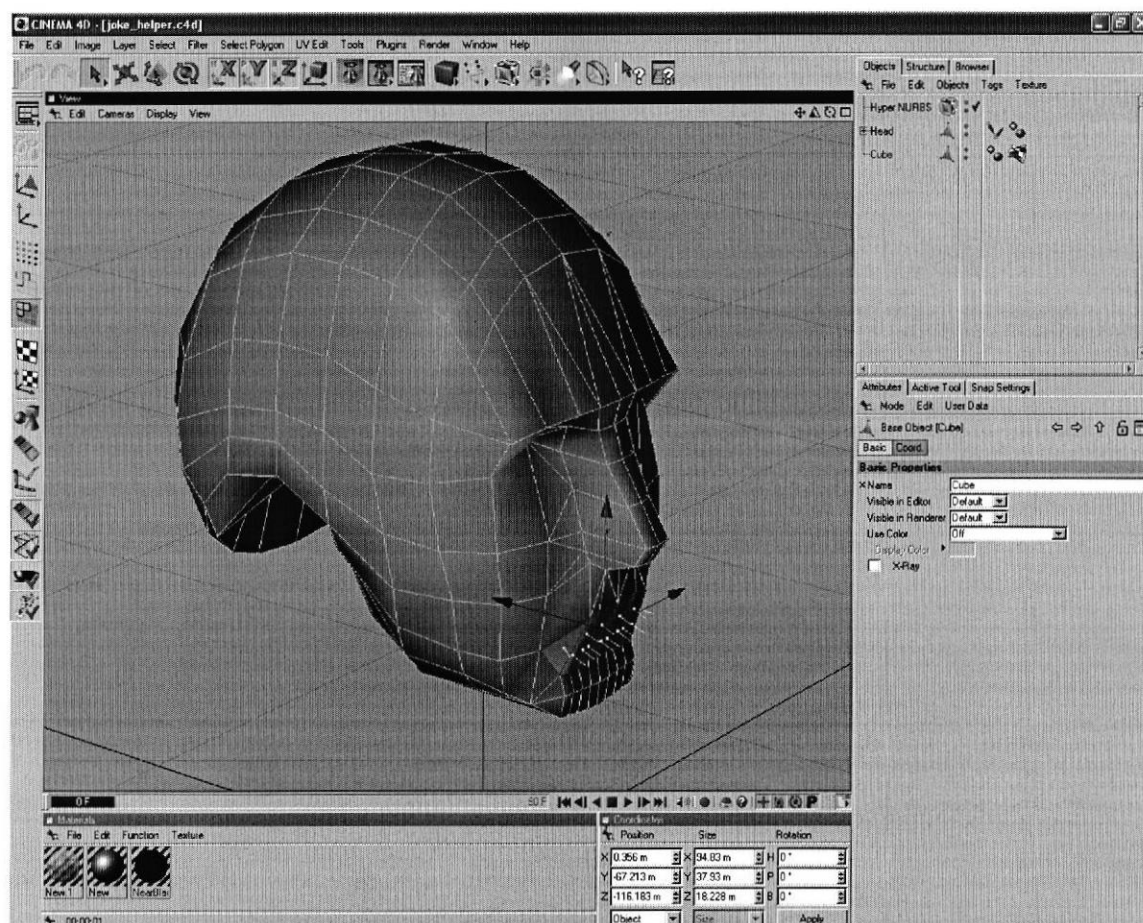 CINEMA 4D - [joke_helper.c4d]
File Edit Image Layer Select Filter Select Polygon UV Edit Tools Plugins Render Window Help
Objects Structure Browser
File Edit Objects Tags Texture
Hyper NURBS
Head
Cube
View
Edit Cameras Display View
Attributes Active Tool Snap Settings
Mode Edit User Data
Base Object [Cube]
Basic Coord.
Basic Properties
Name Cube
Visible in Editor Default
Visible in Renderer Default
Use Color Off
Display Color
X-Ray
0 F
90 F
Materials
File Edit Function Texture
New.1 New NearBla
00:00:01
Coordinates
Position Size Rotation
X 0.356 m X 94.83 m H 0 °
Y -67.213 m Y 37.93 m P 0 °
Z -116.183 m Z 18.228 m B 0 °
Object Size Apply